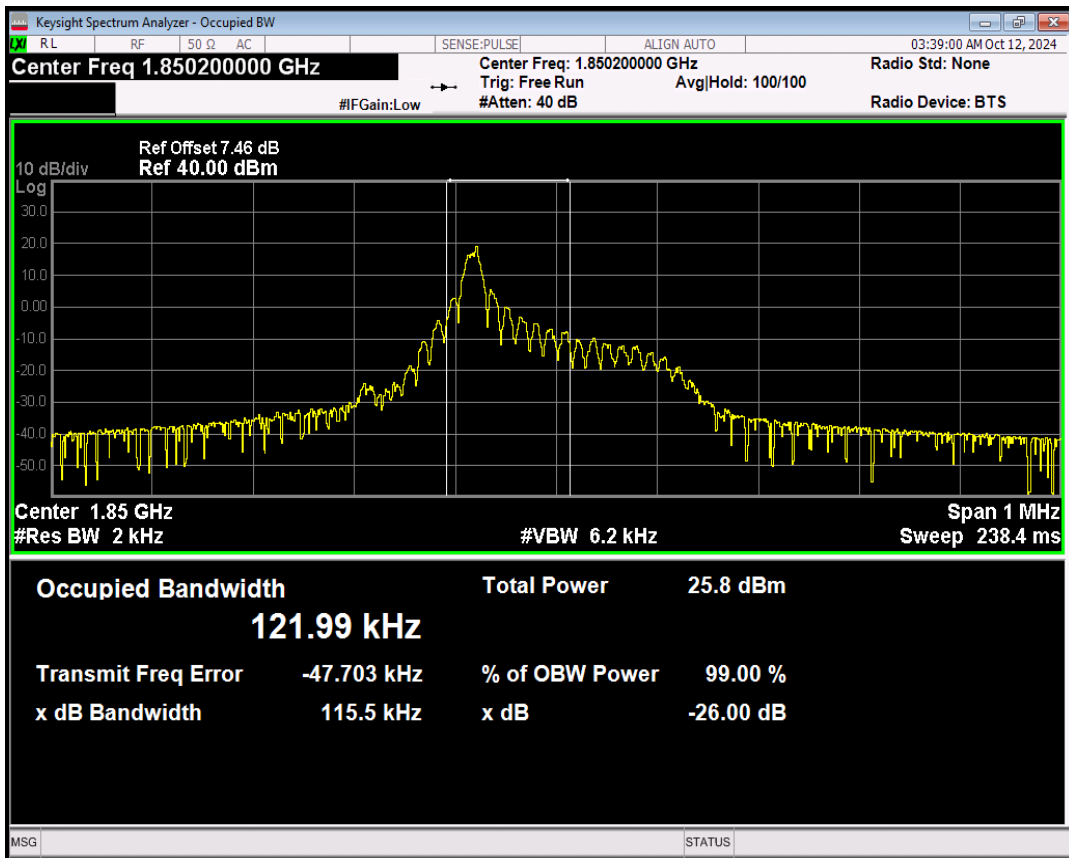 Keysight Spectrum Analyzer - Occupied BW
LXI RL RF 50 Ω AC SENSE:PULSE ALIGN AUTO 03:39:00 AM Oct 12, 2024
Center Freq 1.850200000 GHz Center Freq: 1.850200000 GHz Radio Std: None
Trig: Free Run Avg|Hold: 100/100
#IFGain:Low #Atten: 40 dB Radio Device: BTS
Ref Offset 7.46 dB
10 dB/div Ref 40.00 dBm
Log
30.0
20.0
10.0
0.00
-10.0
-20.0
-30.0
-40.0
-50.0
Center 1.85 GHz Span 1 MHz
#Res BW 2 kHz #VBW 6.2 kHz Sweep 238.4 ms
Occupied Bandwidth Total Power 25.8 dBm
121.99 kHz
Transmit Freq Error -47.703 kHz % of OBW Power 99.00 %
x dB Bandwidth 115.5 kHz x dB -26.00 dB
MSG STATUS